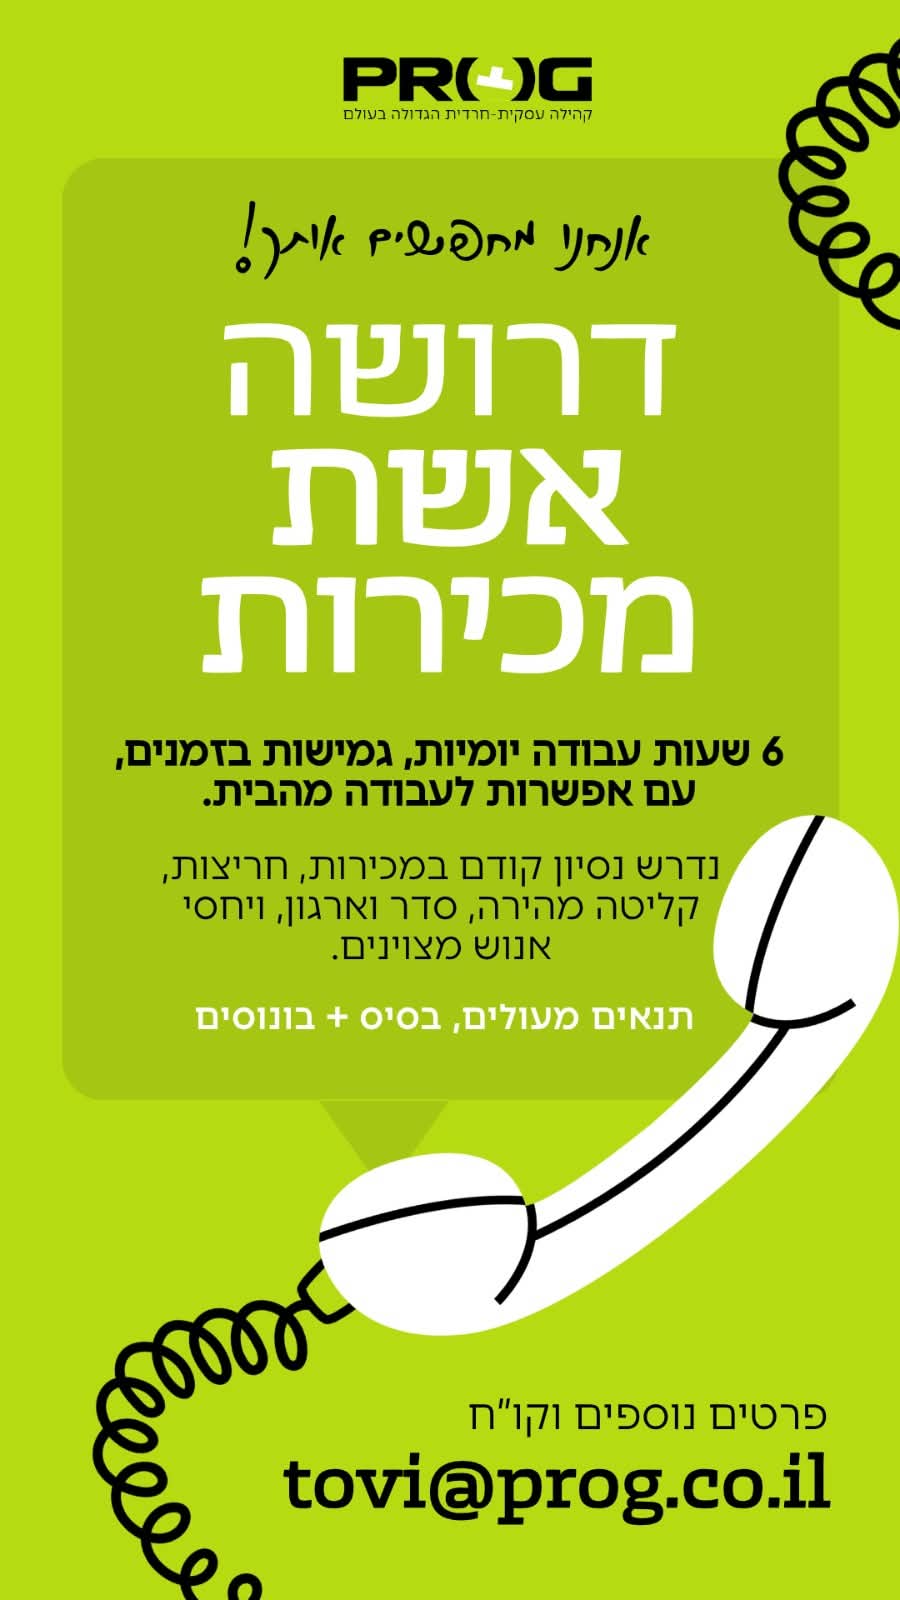 PROG
קהילה עסקית-חרדית הגדולה בעולם
אנחנו מחפשים אותך!
דרושה
אשת
מכירות
6 שעות עבודה יומיות, גמישות בזמנים,
עם אפשרות לעבודה מהבית.
נדרש נסיון קודם במכירות, חריצות,
קליטה מהירה, סדר וארגון, ויחסי
אנוש מצוינים.
תנאים מעולים, בסיס + בונוסים
פרטים נוספים וקו"ח
tovi@prog.co.il